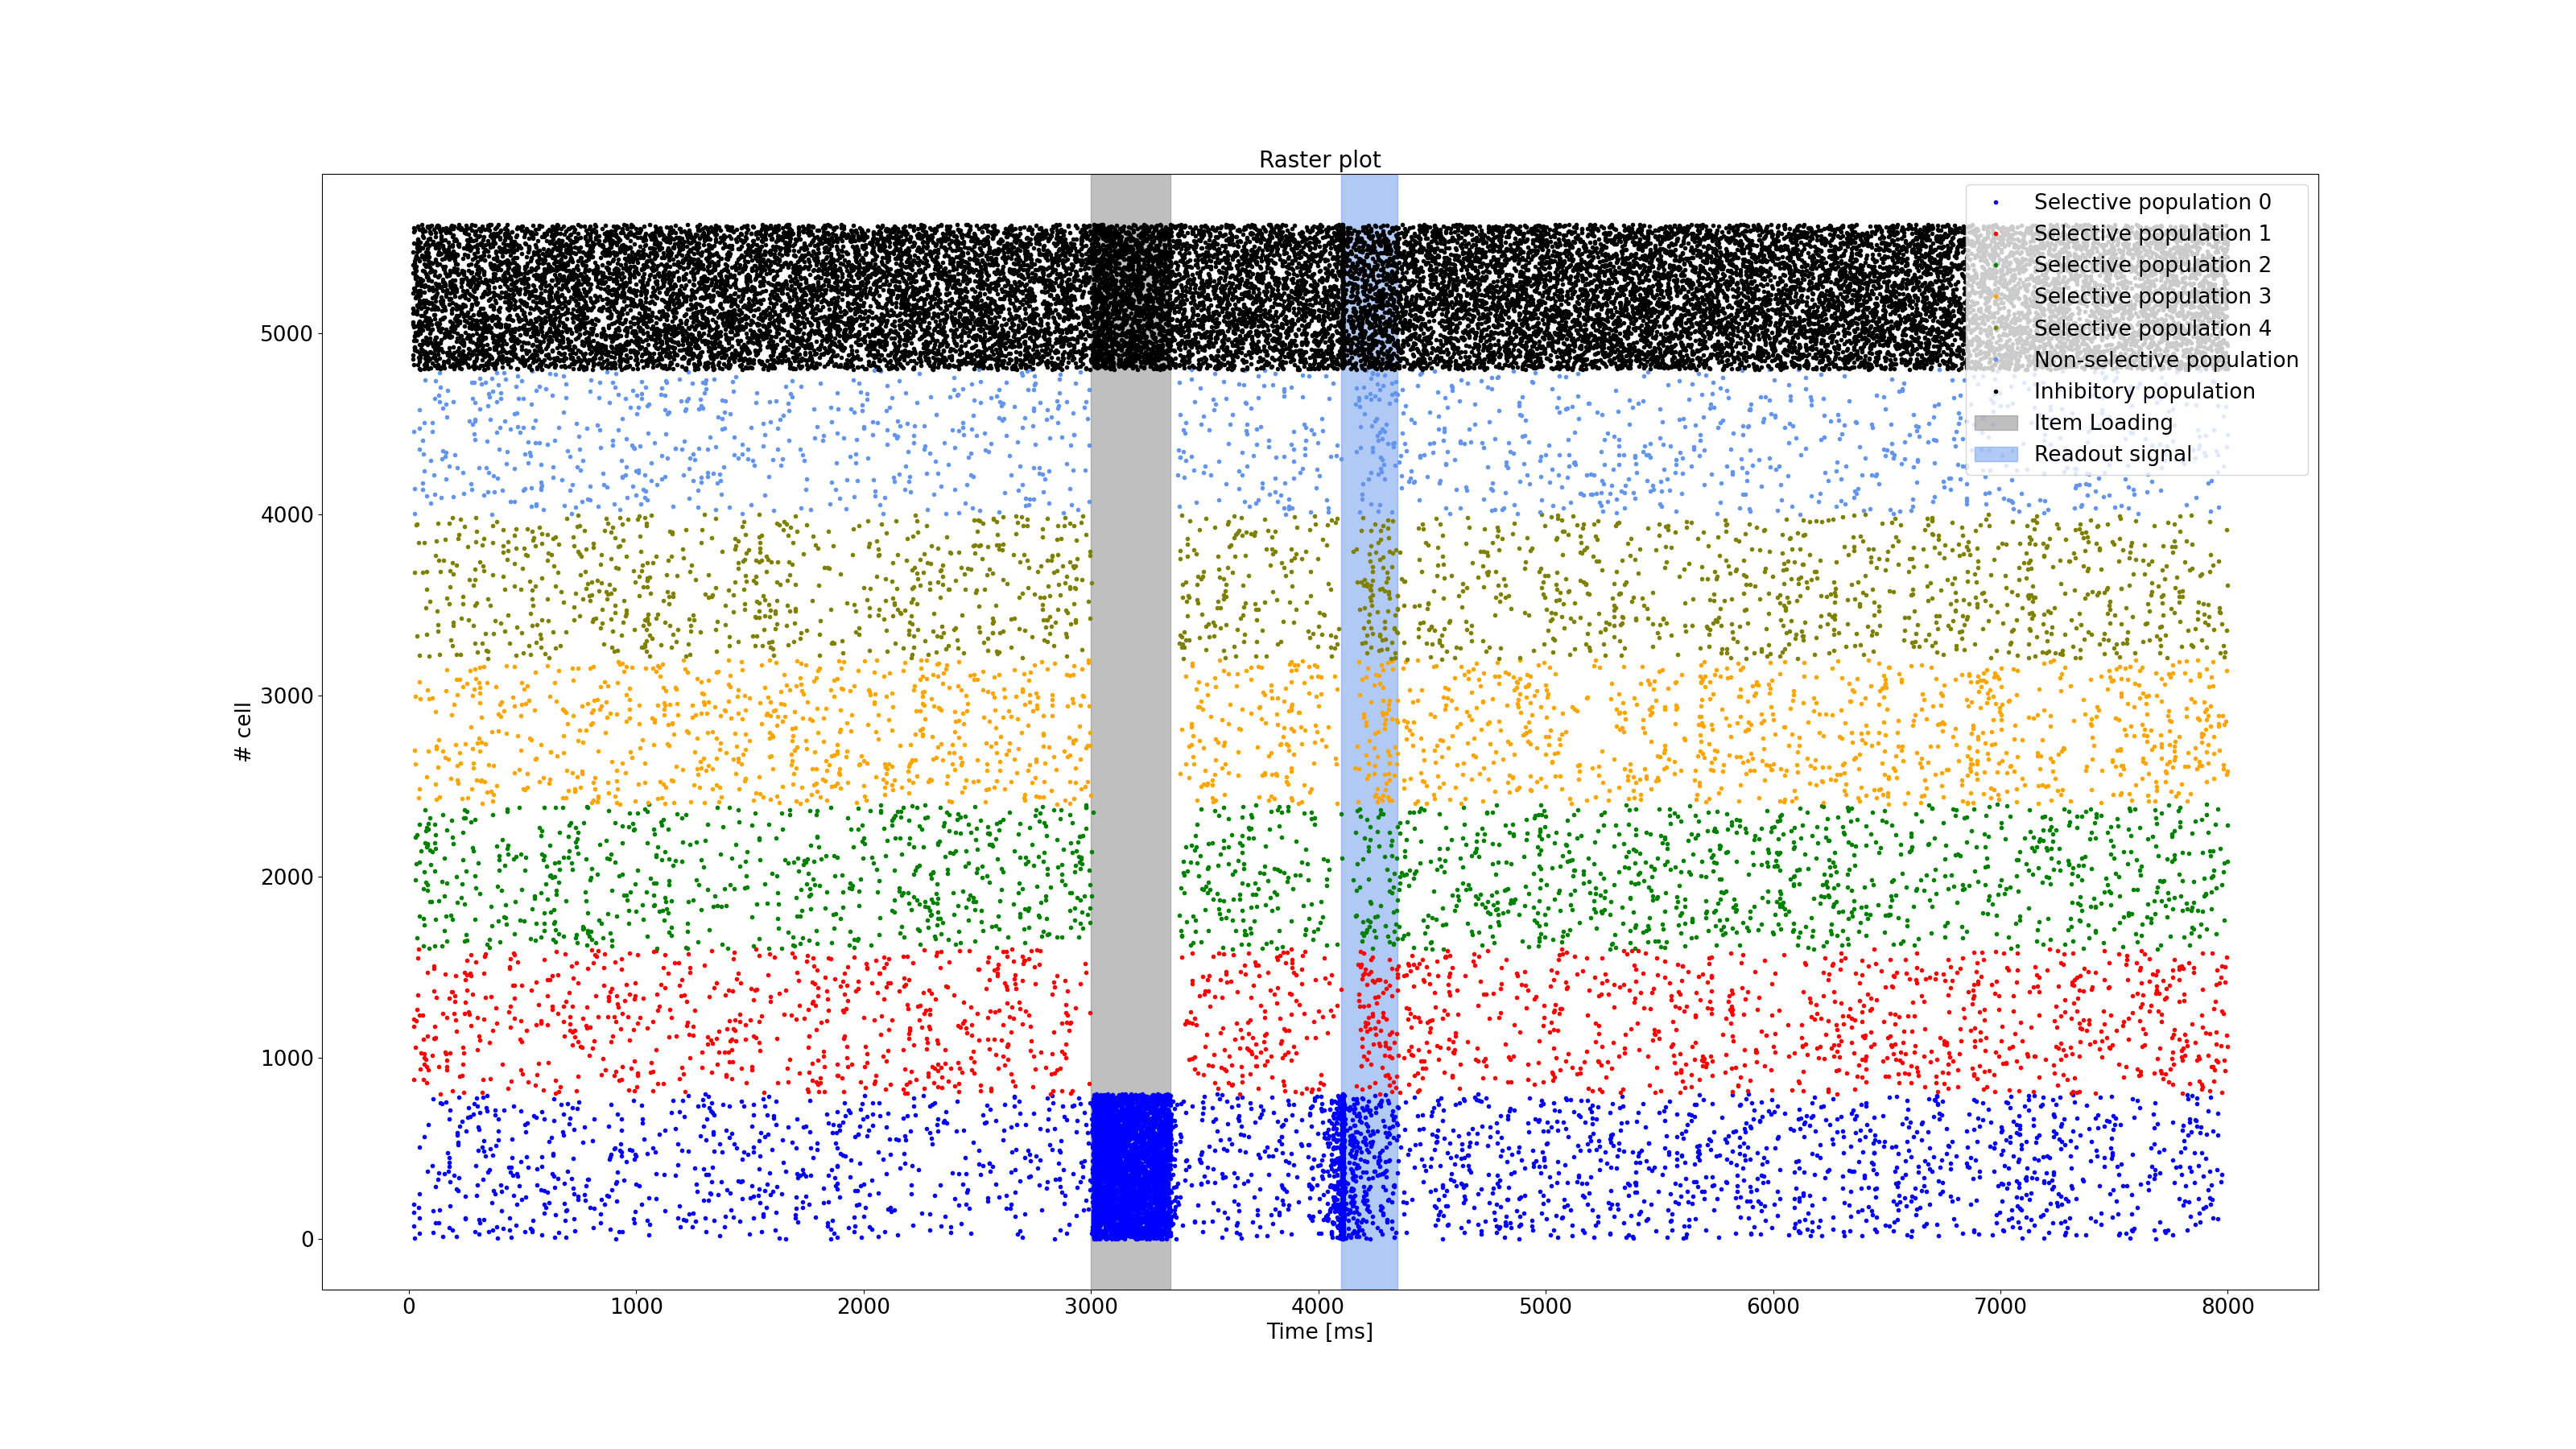 Raster plot
Selective population 0
Selective population 1
Selective population 2
Selective population 3
Selective population 4
Non-selective population
Inhibitory population
Item Loading
Readout signal
# cell
5000
4000
3000
2000
1000
0
0 1000 2000 3000 4000 5000 6000 7000 8000
Time [ms]